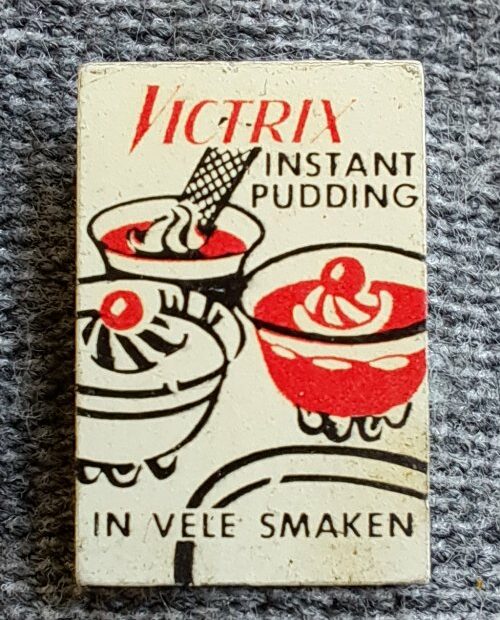 VICTRIX
INSTANT
PUDDING
IN VELE SMAKEN